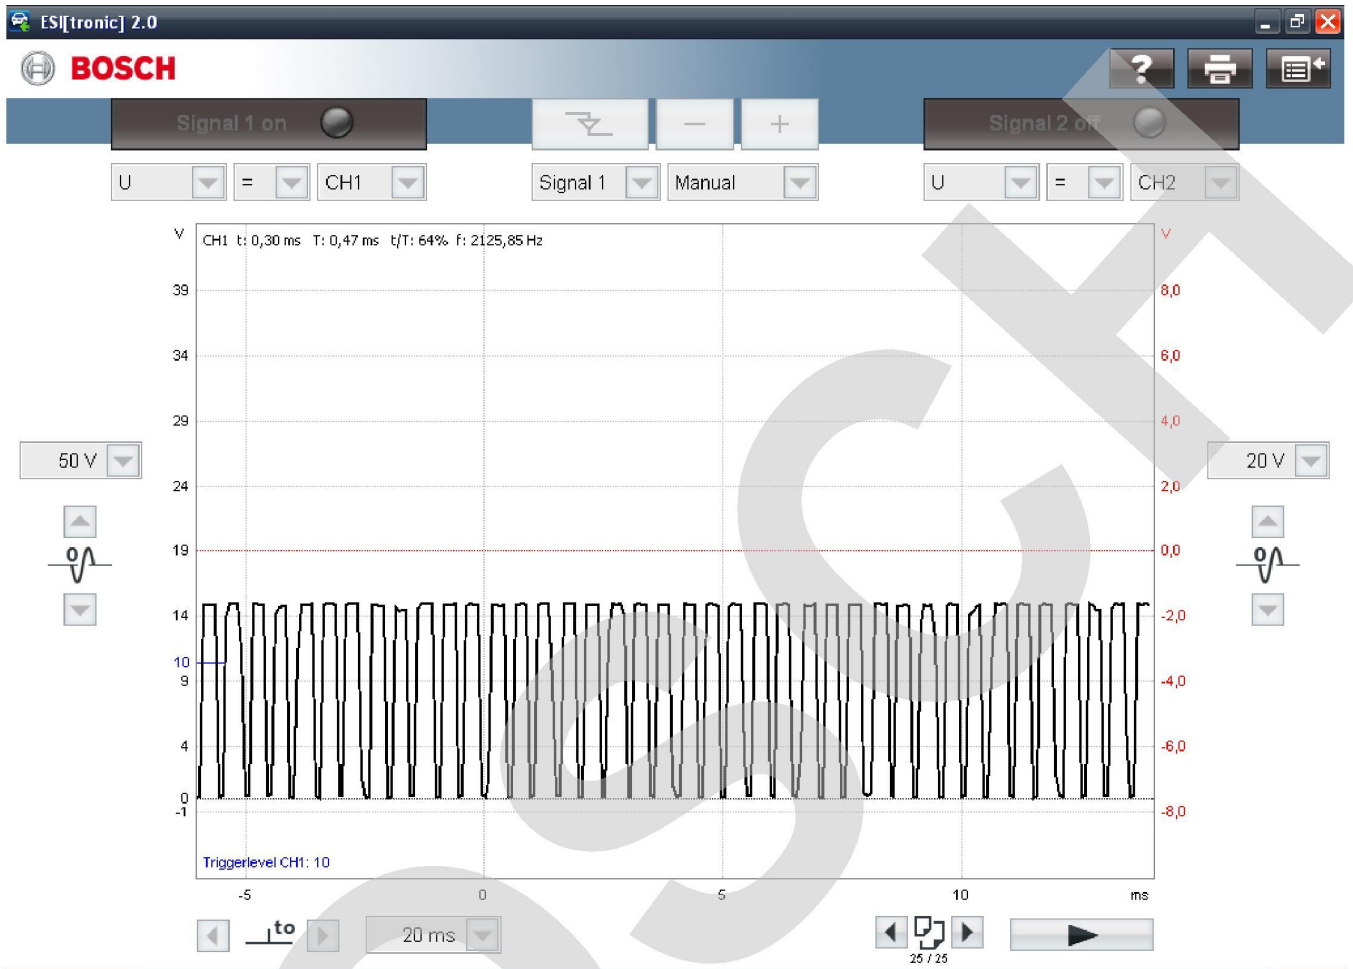 ESI[tronic] 2.0
BOSCH
Signal 1 on
Signal 2 off
U = CH1
Signal 1 Manual
U = CH2
V
CH1 t: 0,30 ms T: 0,47 ms t/T: 64% f: 2125,85 Hz
V
39 8,0
34 6,0
29 4,0
50 V
20 V
24 2,0
19 0,0
14 -2,0
10
9 -4,0
4 -6,0
0
-1 -8,0
Triggerlevel CH1: 10
-5 0 5 10 ms
to
20 ms
25 / 25
OSCH